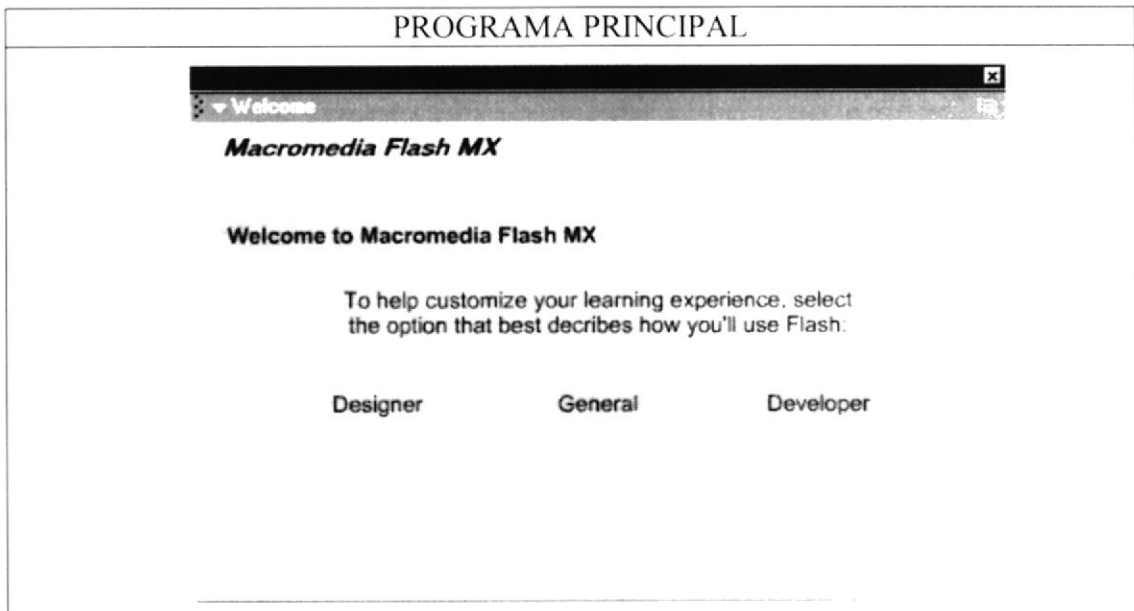 PROGRAMA PRINCIPAL
Welcome
Macromedia Flash MX
Welcome to Macromedia Flash MX
To help customize your learning experience, select
the option that best decribes how you'll use Flash:
Designer General Developer